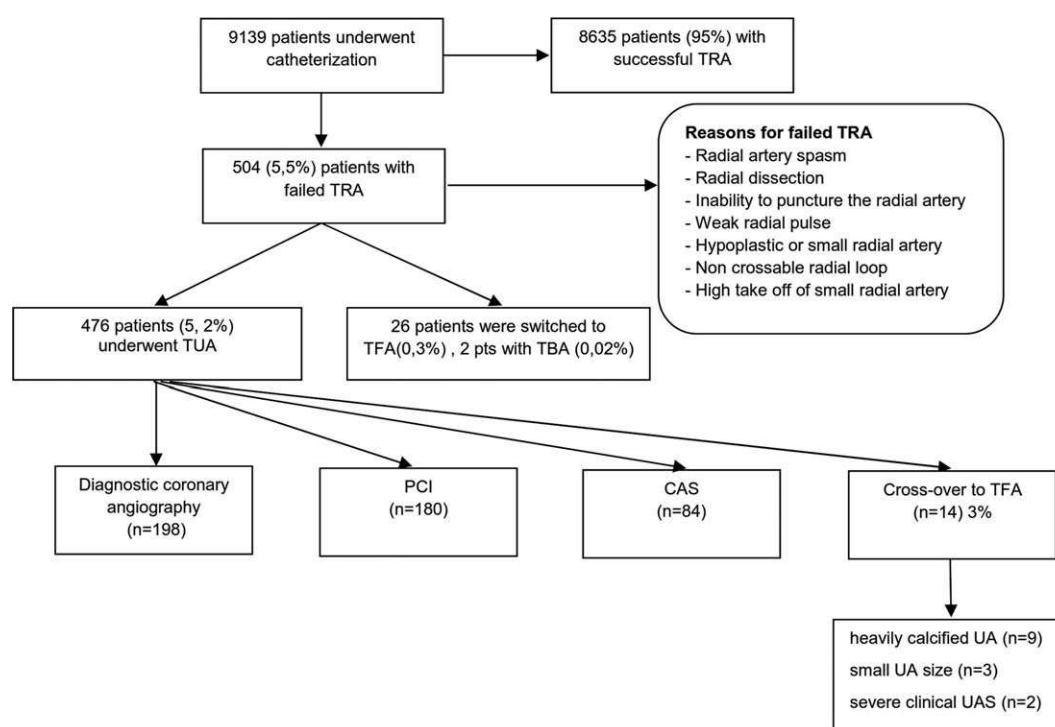 9139 patients underwent
catheterization
8635 patients (95%) with
successful TRA
504 (5,5%) patients with
failed TRA
Reasons for failed TRA
- Radial artery spasm
- Radial dissection
- Inability to puncture the radial artery
- Weak radial pulse
- Hypoplastic or small radial artery
- Non crossable radial loop
- High take off of small radial artery
476 patients (5, 2%)
underwent TUA
26 patients were switched to
TFA(0,3%) , 2 pts with TBA (0,02%)
Diagnostic coronary
angiography
(n=198)
PCI
(n=180)
CAS
(n=84)
Cross-over to TFA
(n=14) 3%
heavily calcified UA (n=9)
small UA size (n=3)
severe clinical UAS (n=2)